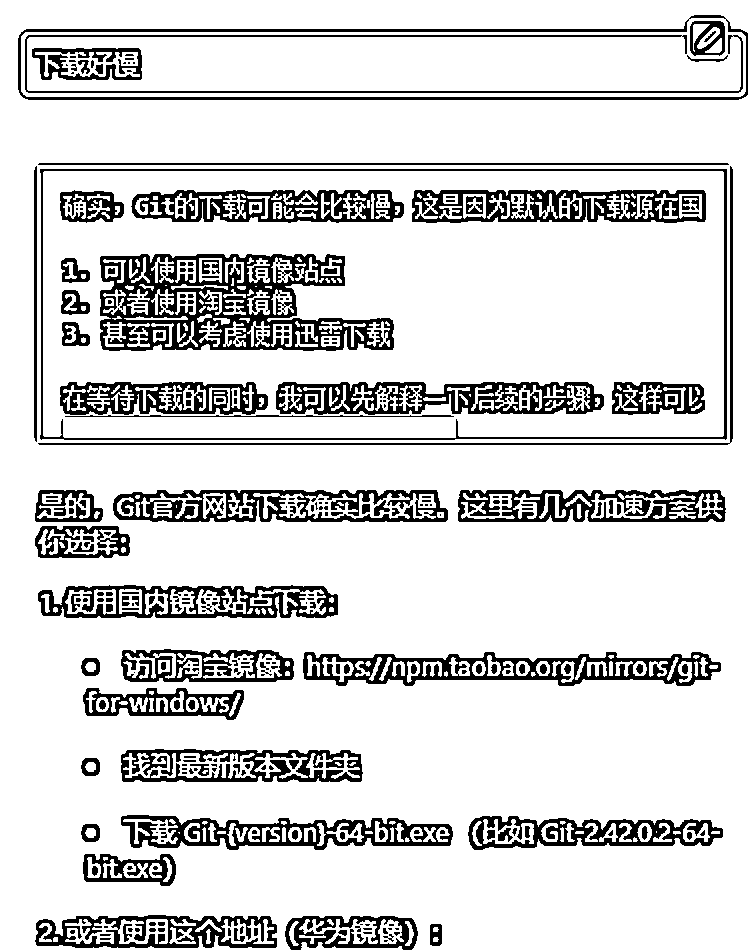 下载好慢
确实，Git的下载可能会比较慢，这是因为默认的下载源在国
1. 可以使用国内镜像站点
2. 或者使用淘宝镜像
3. 甚至可以考虑使用迅雷下载
在等待下载的同时，我可以先解释一下后续的步骤，这样可以
是的，Git官方网站下载确实比较慢。这里有几个加速方案供
你选择：
1. 使用国内镜像站点下载：
○ 访问淘宝镜像：https://npm.taobao.org/mirrors/git-
for-windows/
○ 找到最新版本文件夹
○ 下载 Git-{version}-64-bit.exe （比如 Git-2.42.0.2-64-
bit.exe）
2. 或者使用这个地址（华为镜像）：